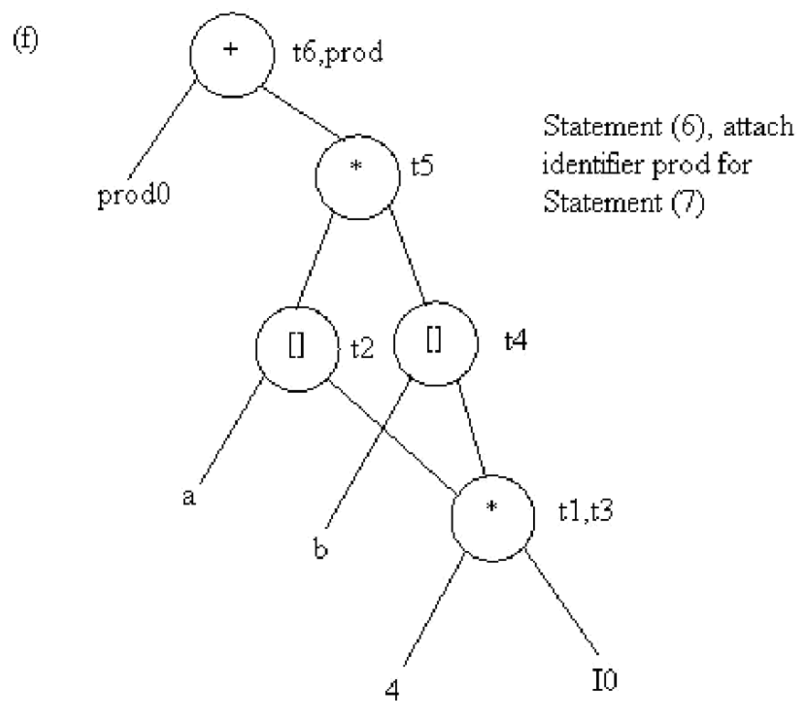 (f)
+
t6,prod
Statement (6), attach
identifier prod for
Statement (7)
prod0
*
t5
[]
t2
[]
t4
a
b
*
t1,t3
4
I0